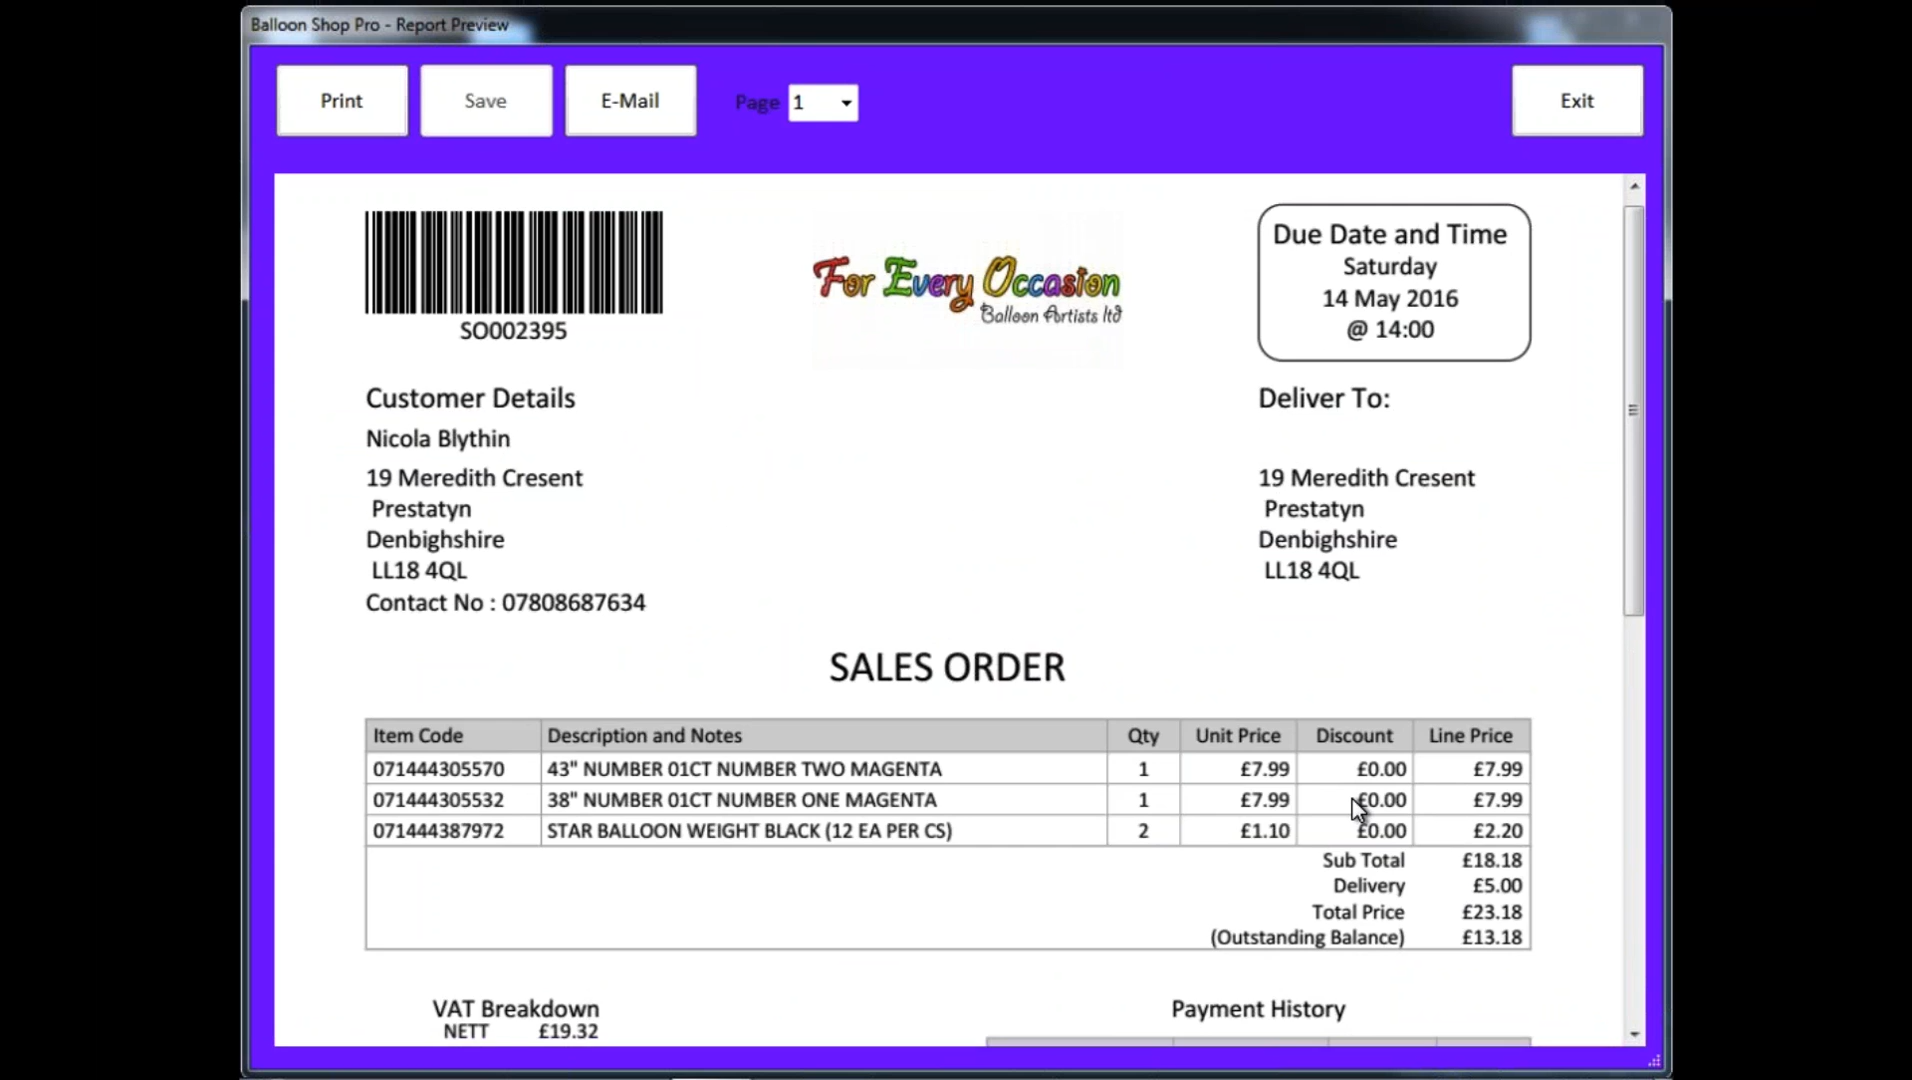 Balloon Shop Pro - Report Preview
Print Save E-Mail Page 1 Exit
SO002395
For Every Occasion
Balloon Artists ltd
Due Date and Time
Saturday
14 May 2016
@ 14:00
Customer Details
Nicola Blythin
19 Meredith Cresent
Prestatyn
Denbighshire
LL18 4QL
Contact No : 07808687634
Deliver To:
19 Meredith Cresent
Prestatyn
Denbighshire
LL18 4QL
SALES ORDER
Item Code Description and Notes Qty Unit Price Discount Line Price
071444305570 43" NUMBER 01CT NUMBER TWO MAGENTA 1 £7.99 £0.00 £7.99
071444305532 38" NUMBER 01CT NUMBER ONE MAGENTA 1 £7.99 £0.00 £7.99
071444387972 STAR BALLOON WEIGHT BLACK (12 EA PER CS) 2 £1.10 £0.00 £2.20
Sub Total £18.18
Delivery £5.00
Total Price £23.18
(Outstanding Balance) £13.18
VAT Breakdown
NETT £19.32
Payment History